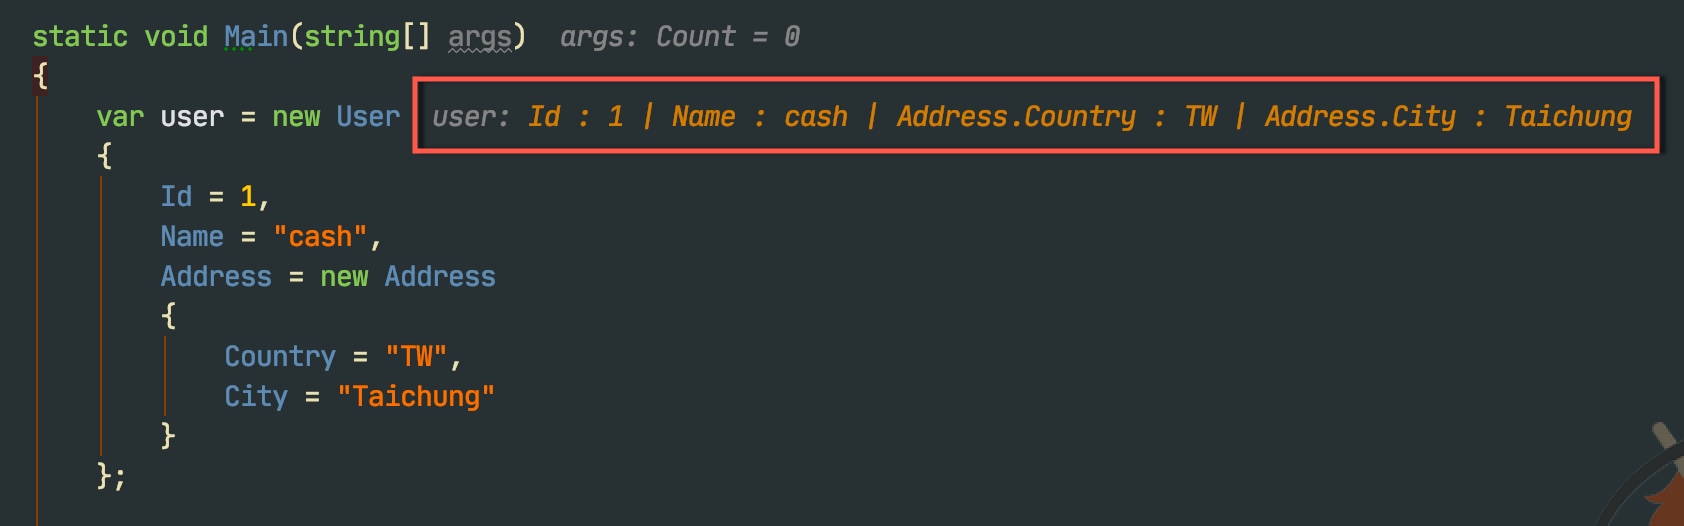 static void Main(string[] args)  args: Count = 0
{
    var user = new User  user: Id : 1 | Name : cash | Address.Country : TW | Address.City : Taichung
    {
        Id = 1,
        Name = "cash",
        Address = new Address
        {
            Country = "TW",
            City = "Taichung"
        }
    };